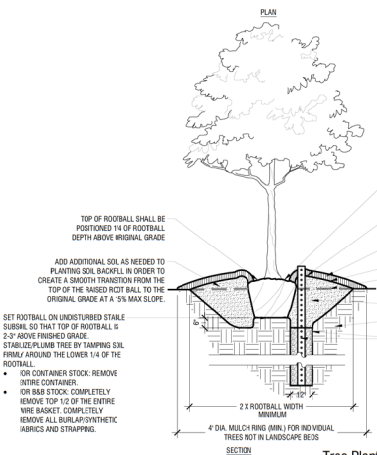 PLAN
TOP OF ROOTBALL SHALL BE
POSITIONED 1/4 OF ROOTBALL
DEPTH ABOVE ORIGINAL GRADE
ADD ADDITIONAL SOIL AS NEEDED TO
PLANTING SOIL BACKFILL IN ORDER TO
CREATE A SMOOTH TRANSITION FROM THE
TOP OF THE RAISED ROOT BALL TO THE
ORIGINAL GRADE AT A 15% MAX SLOPE.
SET ROOTBALL ON UNDISTURBED STABLE
SUBSOIL SO THAT TOP OF ROOTBALL IS
2-3" ABOVE FINISHED GRADE.
STABILIZE/PLUMB TREE BY TAMPING SOIL
FIRMLY AROUND THE LOWER 1/4 OF THE
ROOTBALL.
• FOR CONTAINER STOCK: REMOVE
ENTIRE CONTAINER.
• FOR B&B STOCK: COMPLETELY
REMOVE TOP 1/2 OF THE ENTIRE
WIRE BASKET. COMPLETELY
REMOVE ALL BURLAP/SYNTHETIC
FABRICS AND STRAPPING.
6"
12"
2 X ROOTBALL WIDTH
MINIMUM
4' DIA. MULCH RING (MIN.) FOR INDIVIDUAL
TREES NOT IN LANDSCAPE BEDS
SECTION